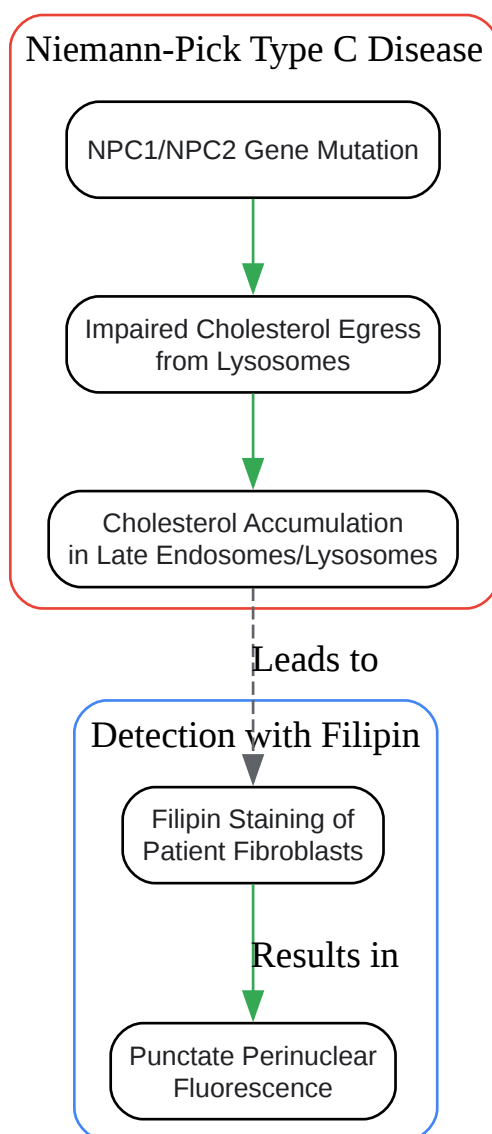 Niemann-Pick Type C Disease
NPC1/NPC2 Gene Mutation
Impaired Cholesterol Egress
from Lysosomes
Cholesterol Accumulation
in Late Endosomes/Lysosomes
Leads to
Detection with Filipin
Filipin Staining of
Patient Fibroblasts
Results in
Punctate Perinuclear
Fluorescence